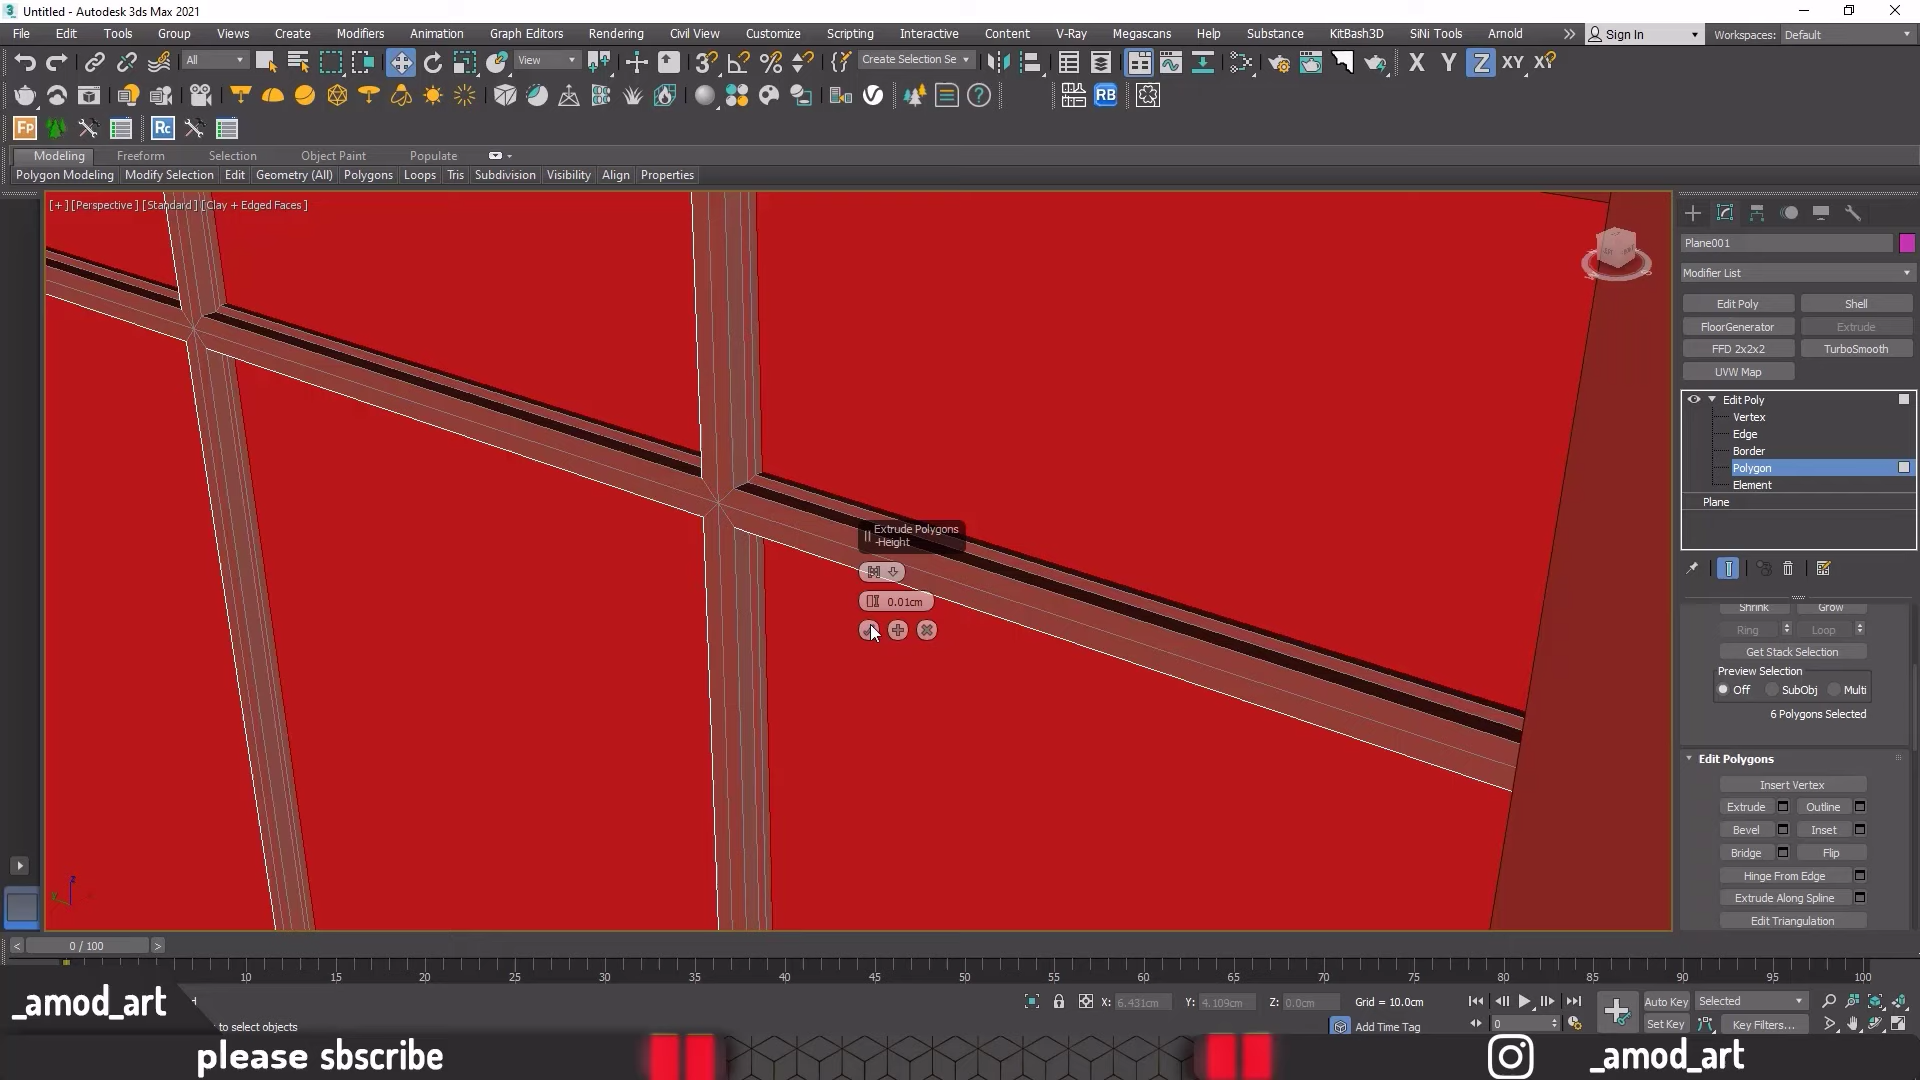 Untitled - Autodesk 3ds Max 2021
File Edit Tools Group Views Create Modifiers Animation Graph Editors Rendering Civil View Customize Scripting Interactive Content V-Ray Megascans Help Substance KitBash3D SiNi Tools Arnold Sign In Workspaces: Default
All View Create Selection Se X Y Z XY XY
RB
Fp Rc
Modeling Freeform Selection Object Paint Populate
Polygon Modeling Modify Selection Edit Geometry (All) Polygons Loops Tris Subdivision Visibility Align Properties
[+] [Perspective] [Standard] [Clay + Edged Faces]
Plane001
Modifier List
Edit Poly Shell
FloorGenerator Extrude
FFD 2x2x2 TurboSmooth
UVW Map
Edit Poly
Vertex
Edge
Border
Polygon
Element
Plane
Extrude Polygons
-Height
0.01cm
Shrink Grow
Ring Loop
Get Stack Selection
Preview Selection
Off SubObj Multi
6 Polygons Selected
Edit Polygons
Insert Vertex
Extrude Outline
Bevel Inset
Bridge Flip
Hinge From Edge
Extrude Along Spline
Edit Triangulation
z
< 0 / 100 >
10 15 20 25 30 35 40 45 50 55 60 65 70 75 80 85 90 95 100
_amod_art
X: 6.431cm Y: 4.109cm Z: 0.0cm Grid = 10.0cm
Auto Key Selected
to select objects
Add Time Tag
0
Set Key Key Filters...
please sbscribe
_amod_art